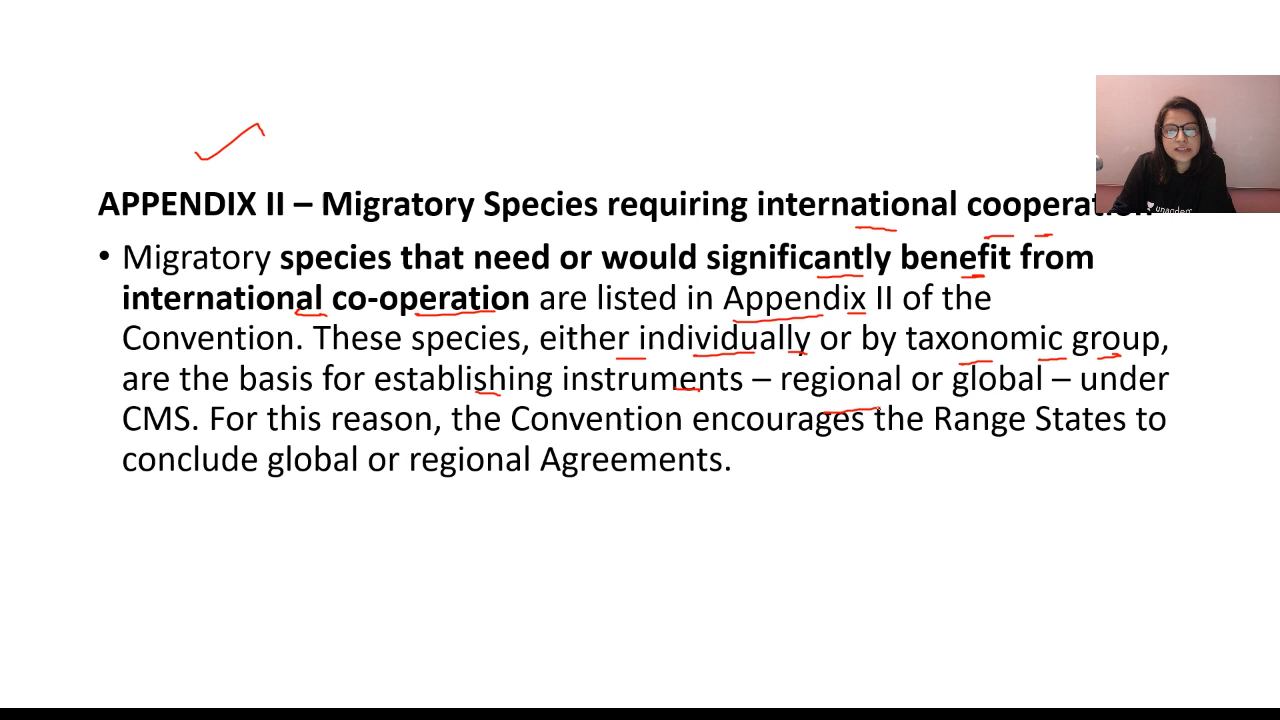 APPENDIX II – Migratory Species requiring international cooperation
• Migratory species that need or would significantly benefit from
international co-operation are listed in Appendix II of the
Convention. These species, either individually or by taxonomic group,
are the basis for establishing instruments – regional or global – under
CMS. For this reason, the Convention encourages the Range States to
conclude global or regional Agreements.